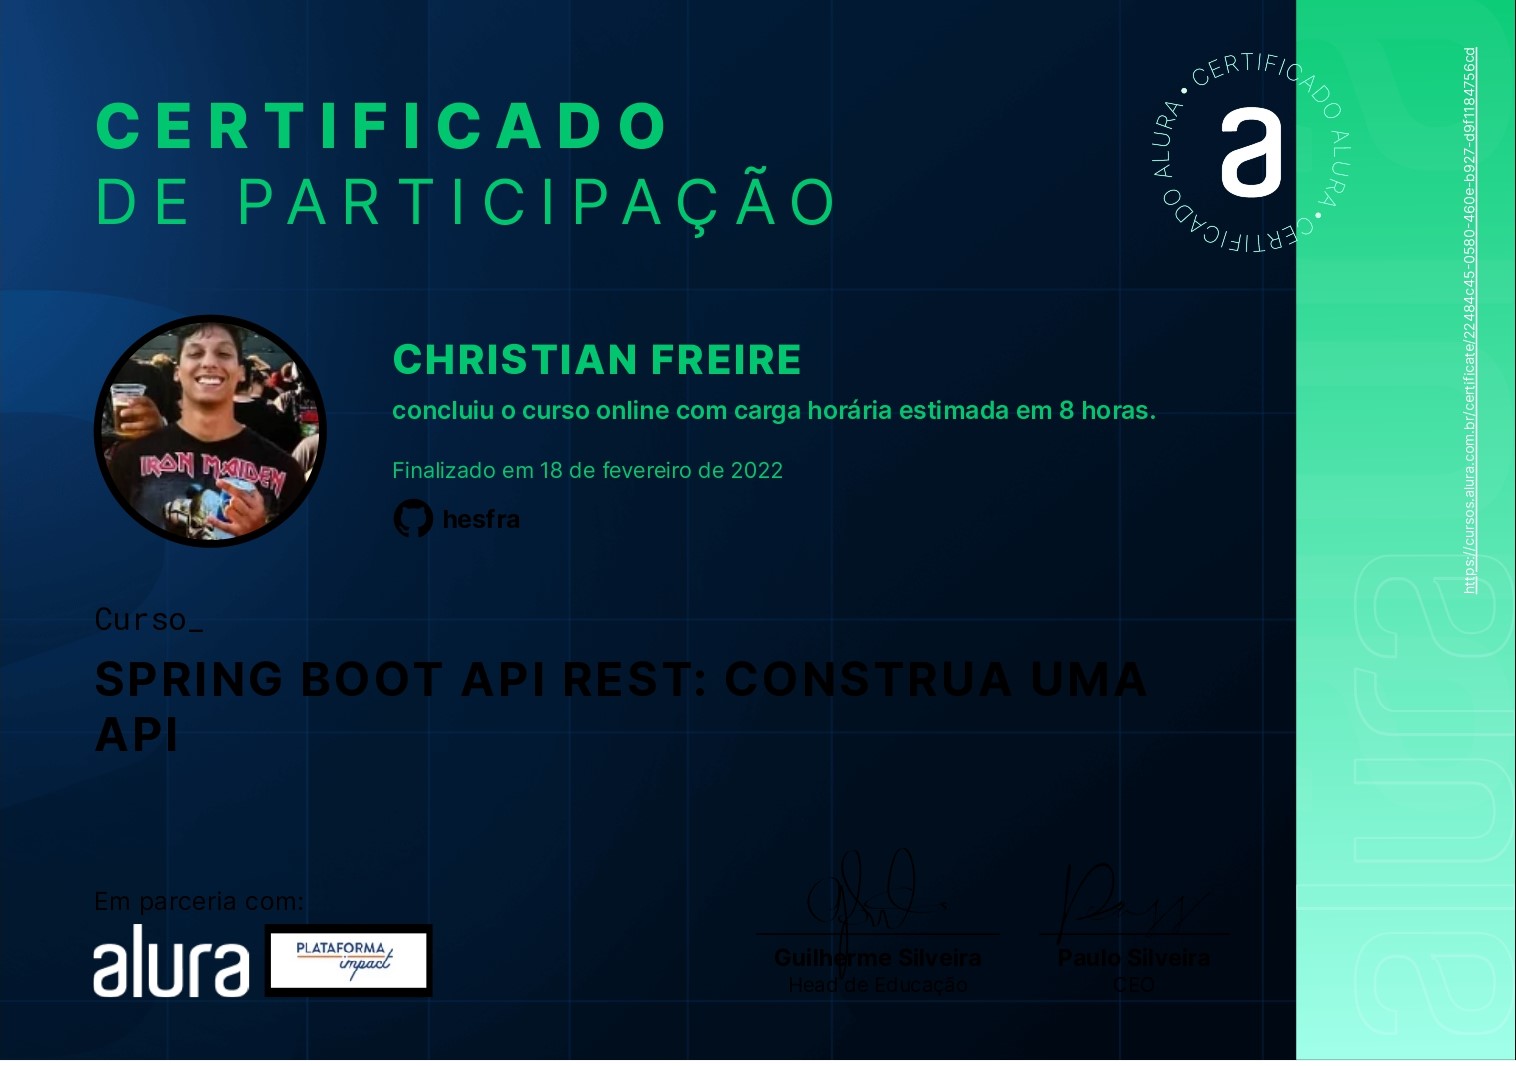 CERTIFICADO
DE PARTICIPAÇÃO
CERTIFICADO ALURA • CERTIFICADO ALURA •
a
https://cursos.alura.com.br/certificate/22484c45-0580-460e-b927-d9f1184756cd
CHRISTIAN FREIRE
concluiu o curso online com carga horária estimada em 8 horas.
Finalizado em 18 de fevereiro de 2022
hesfra
IRON MAIDEN
Curso_
SPRING BOOT API REST: CONSTRUA UMA
API
Em parceria com:
alura
PLATAFORMA
impact
Guilherme Silveira
Head de Educação
Paulo Silveira
CEO
alura